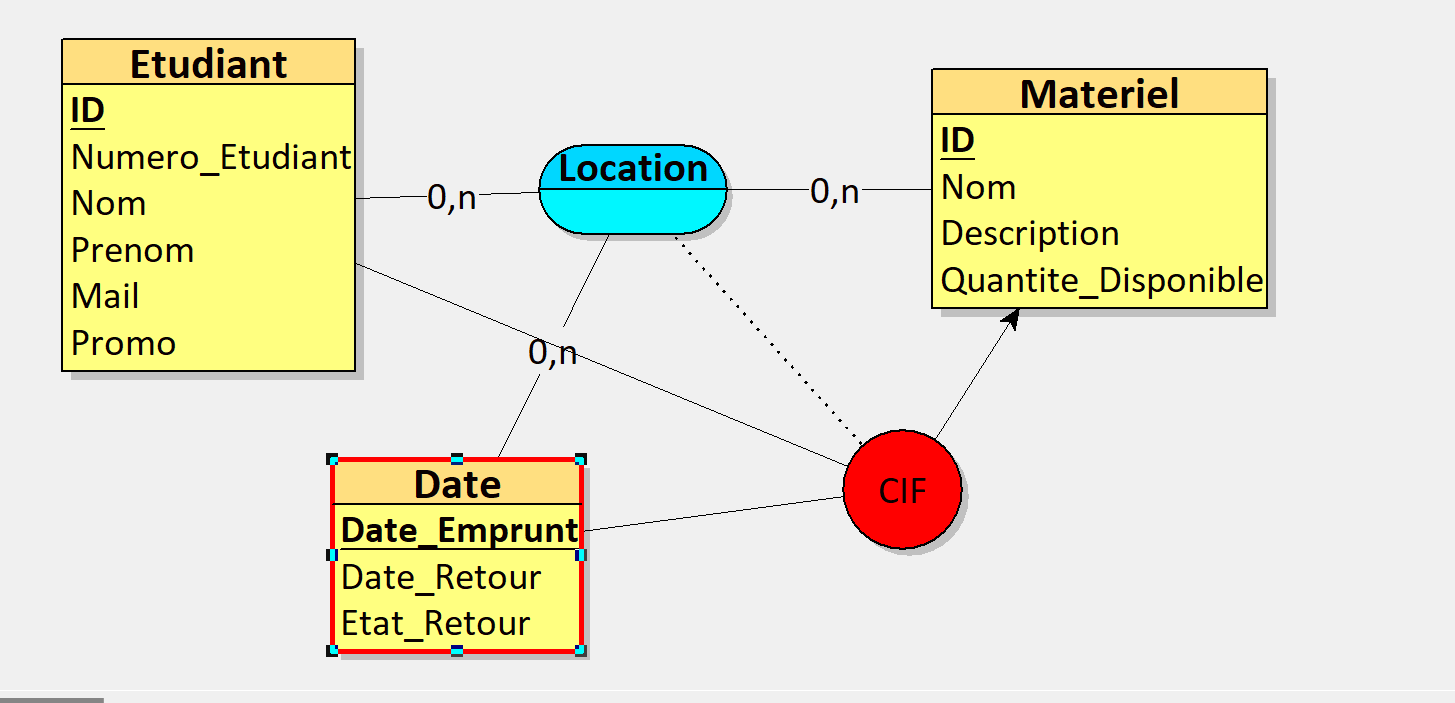 Etudiant
ID
Numero_Etudiant
Nom
Prenom
Mail
Promo
0,n
Location
0,n
Materiel
ID
Nom
Description
Quantite_Disponible
0,n
Date
Date_Emprunt
Date_Retour
Etat_Retour
CIF